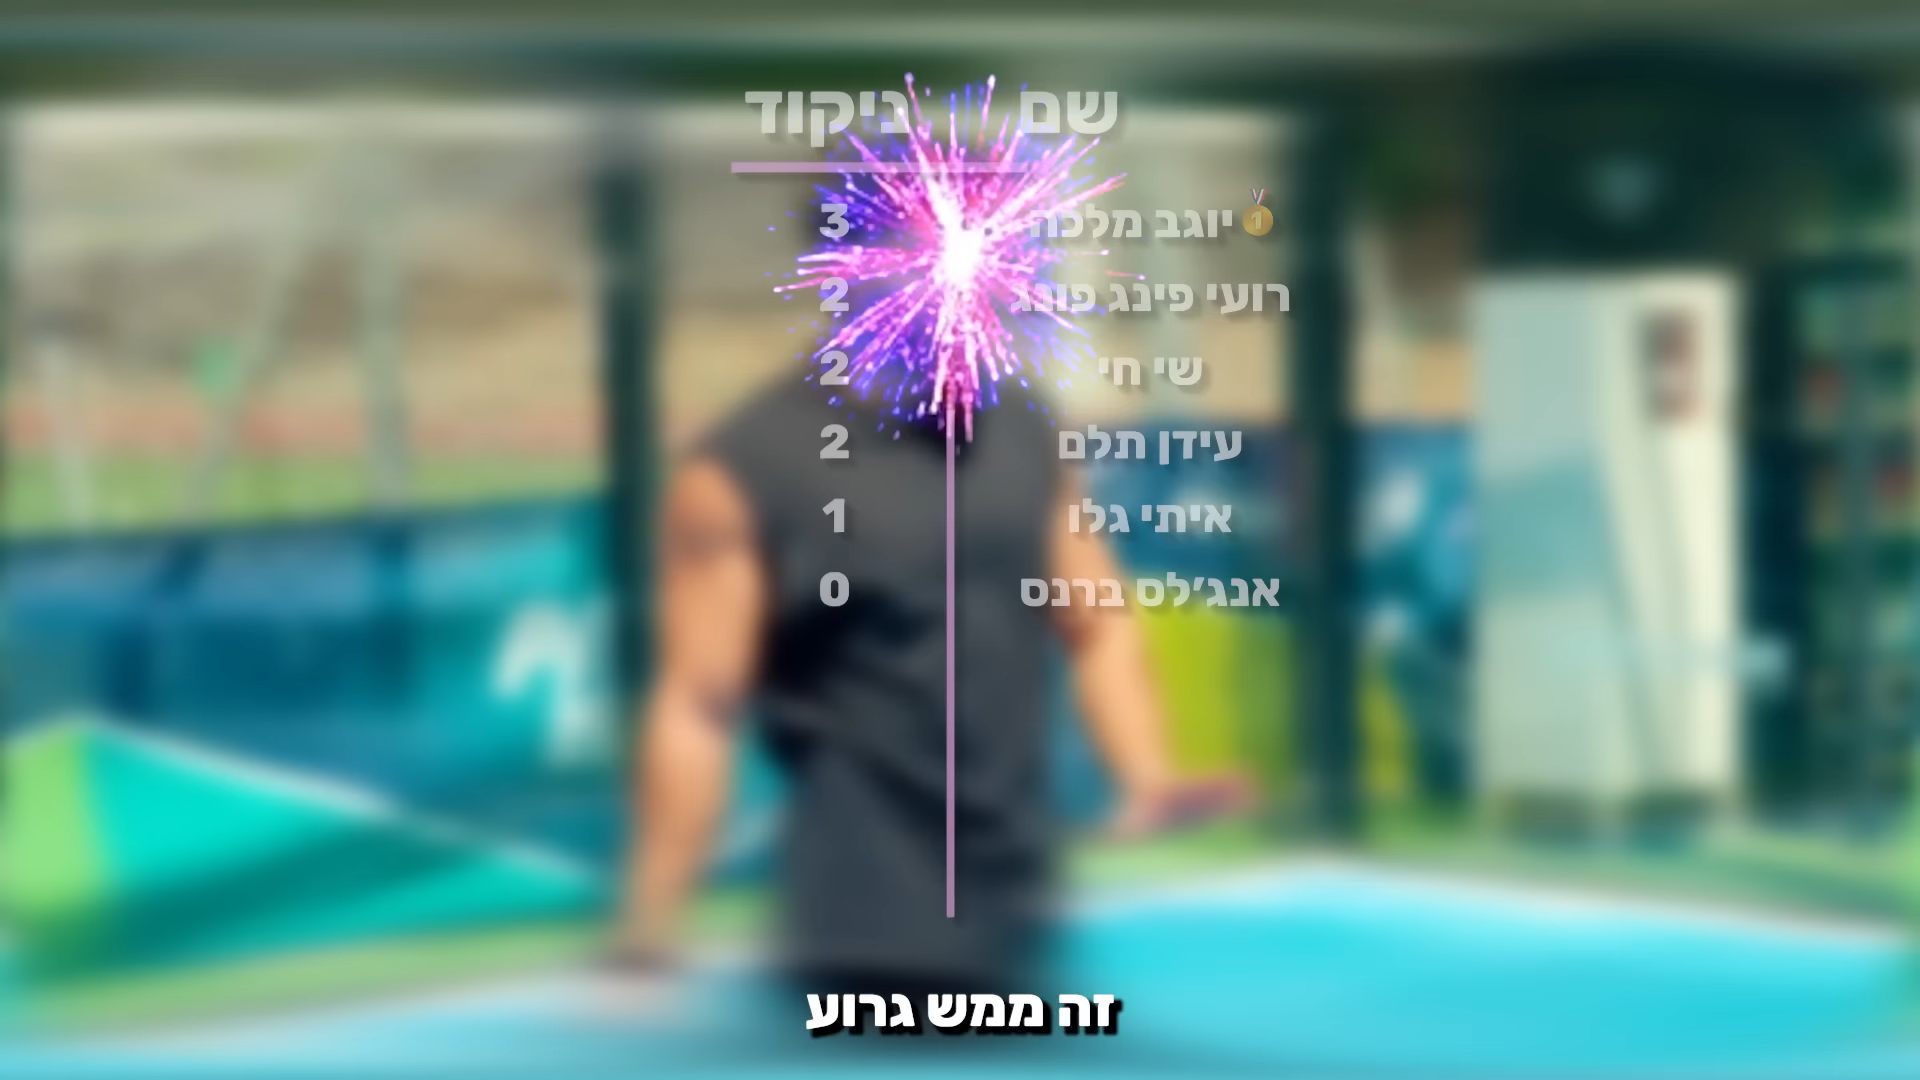 שם ניקוד
🥇 יוגב מלכה 3
רועי פינג פונג 2
שי חי 2
עידן תלם 2
איתי גלו 1
אנג'לס ברנס 0
זה ממש גרוע